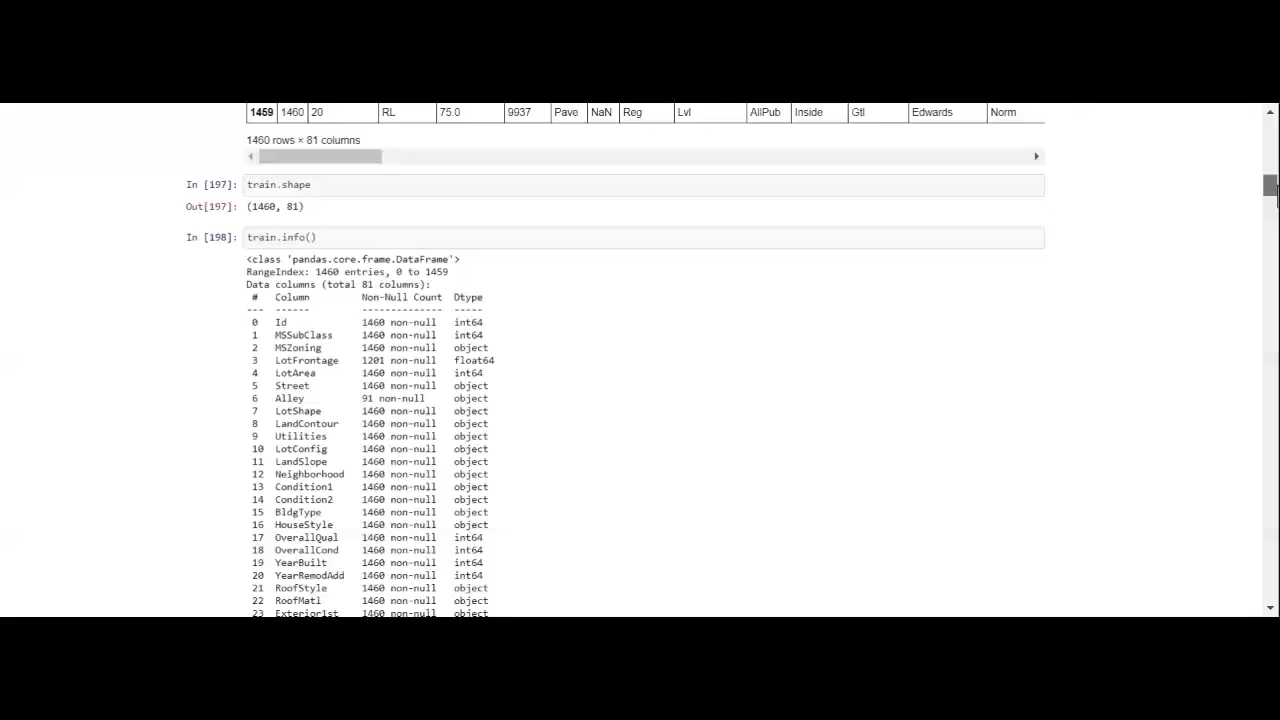 1459 1460 20 RL 75.0 9937 Pave NaN Reg Lvl AllPub Inside Gtl Edwards Norm
1460 rows × 81 columns
In [197]: train.shape
Out[197]: (1460, 81)
In [198]: train.info()
<class 'pandas.core.frame.DataFrame'>
RangeIndex: 1460 entries, 0 to 1459
Data columns (total 81 columns):
# Column Non-Null Count Dtype
--- ------ -------------- -----
0 Id 1460 non-null int64
1 MSSubClass 1460 non-null int64
2 MSZoning 1460 non-null object
3 LotFrontage 1201 non-null float64
4 LotArea 1460 non-null int64
5 Street 1460 non-null object
6 Alley 91 non-null object
7 LotShape 1460 non-null object
8 LandContour 1460 non-null object
9 Utilities 1460 non-null object
10 LotConfig 1460 non-null object
11 LandSlope 1460 non-null object
12 Neighborhood 1460 non-null object
13 Condition1 1460 non-null object
14 Condition2 1460 non-null object
15 BldgType 1460 non-null object
16 HouseStyle 1460 non-null object
17 OverallQual 1460 non-null int64
18 OverallCond 1460 non-null int64
19 YearBuilt 1460 non-null int64
20 YearRemodAdd 1460 non-null int64
21 RoofStyle 1460 non-null object
22 RoofMatl 1460 non-null object
23 Exterior1st 1460 non-null object